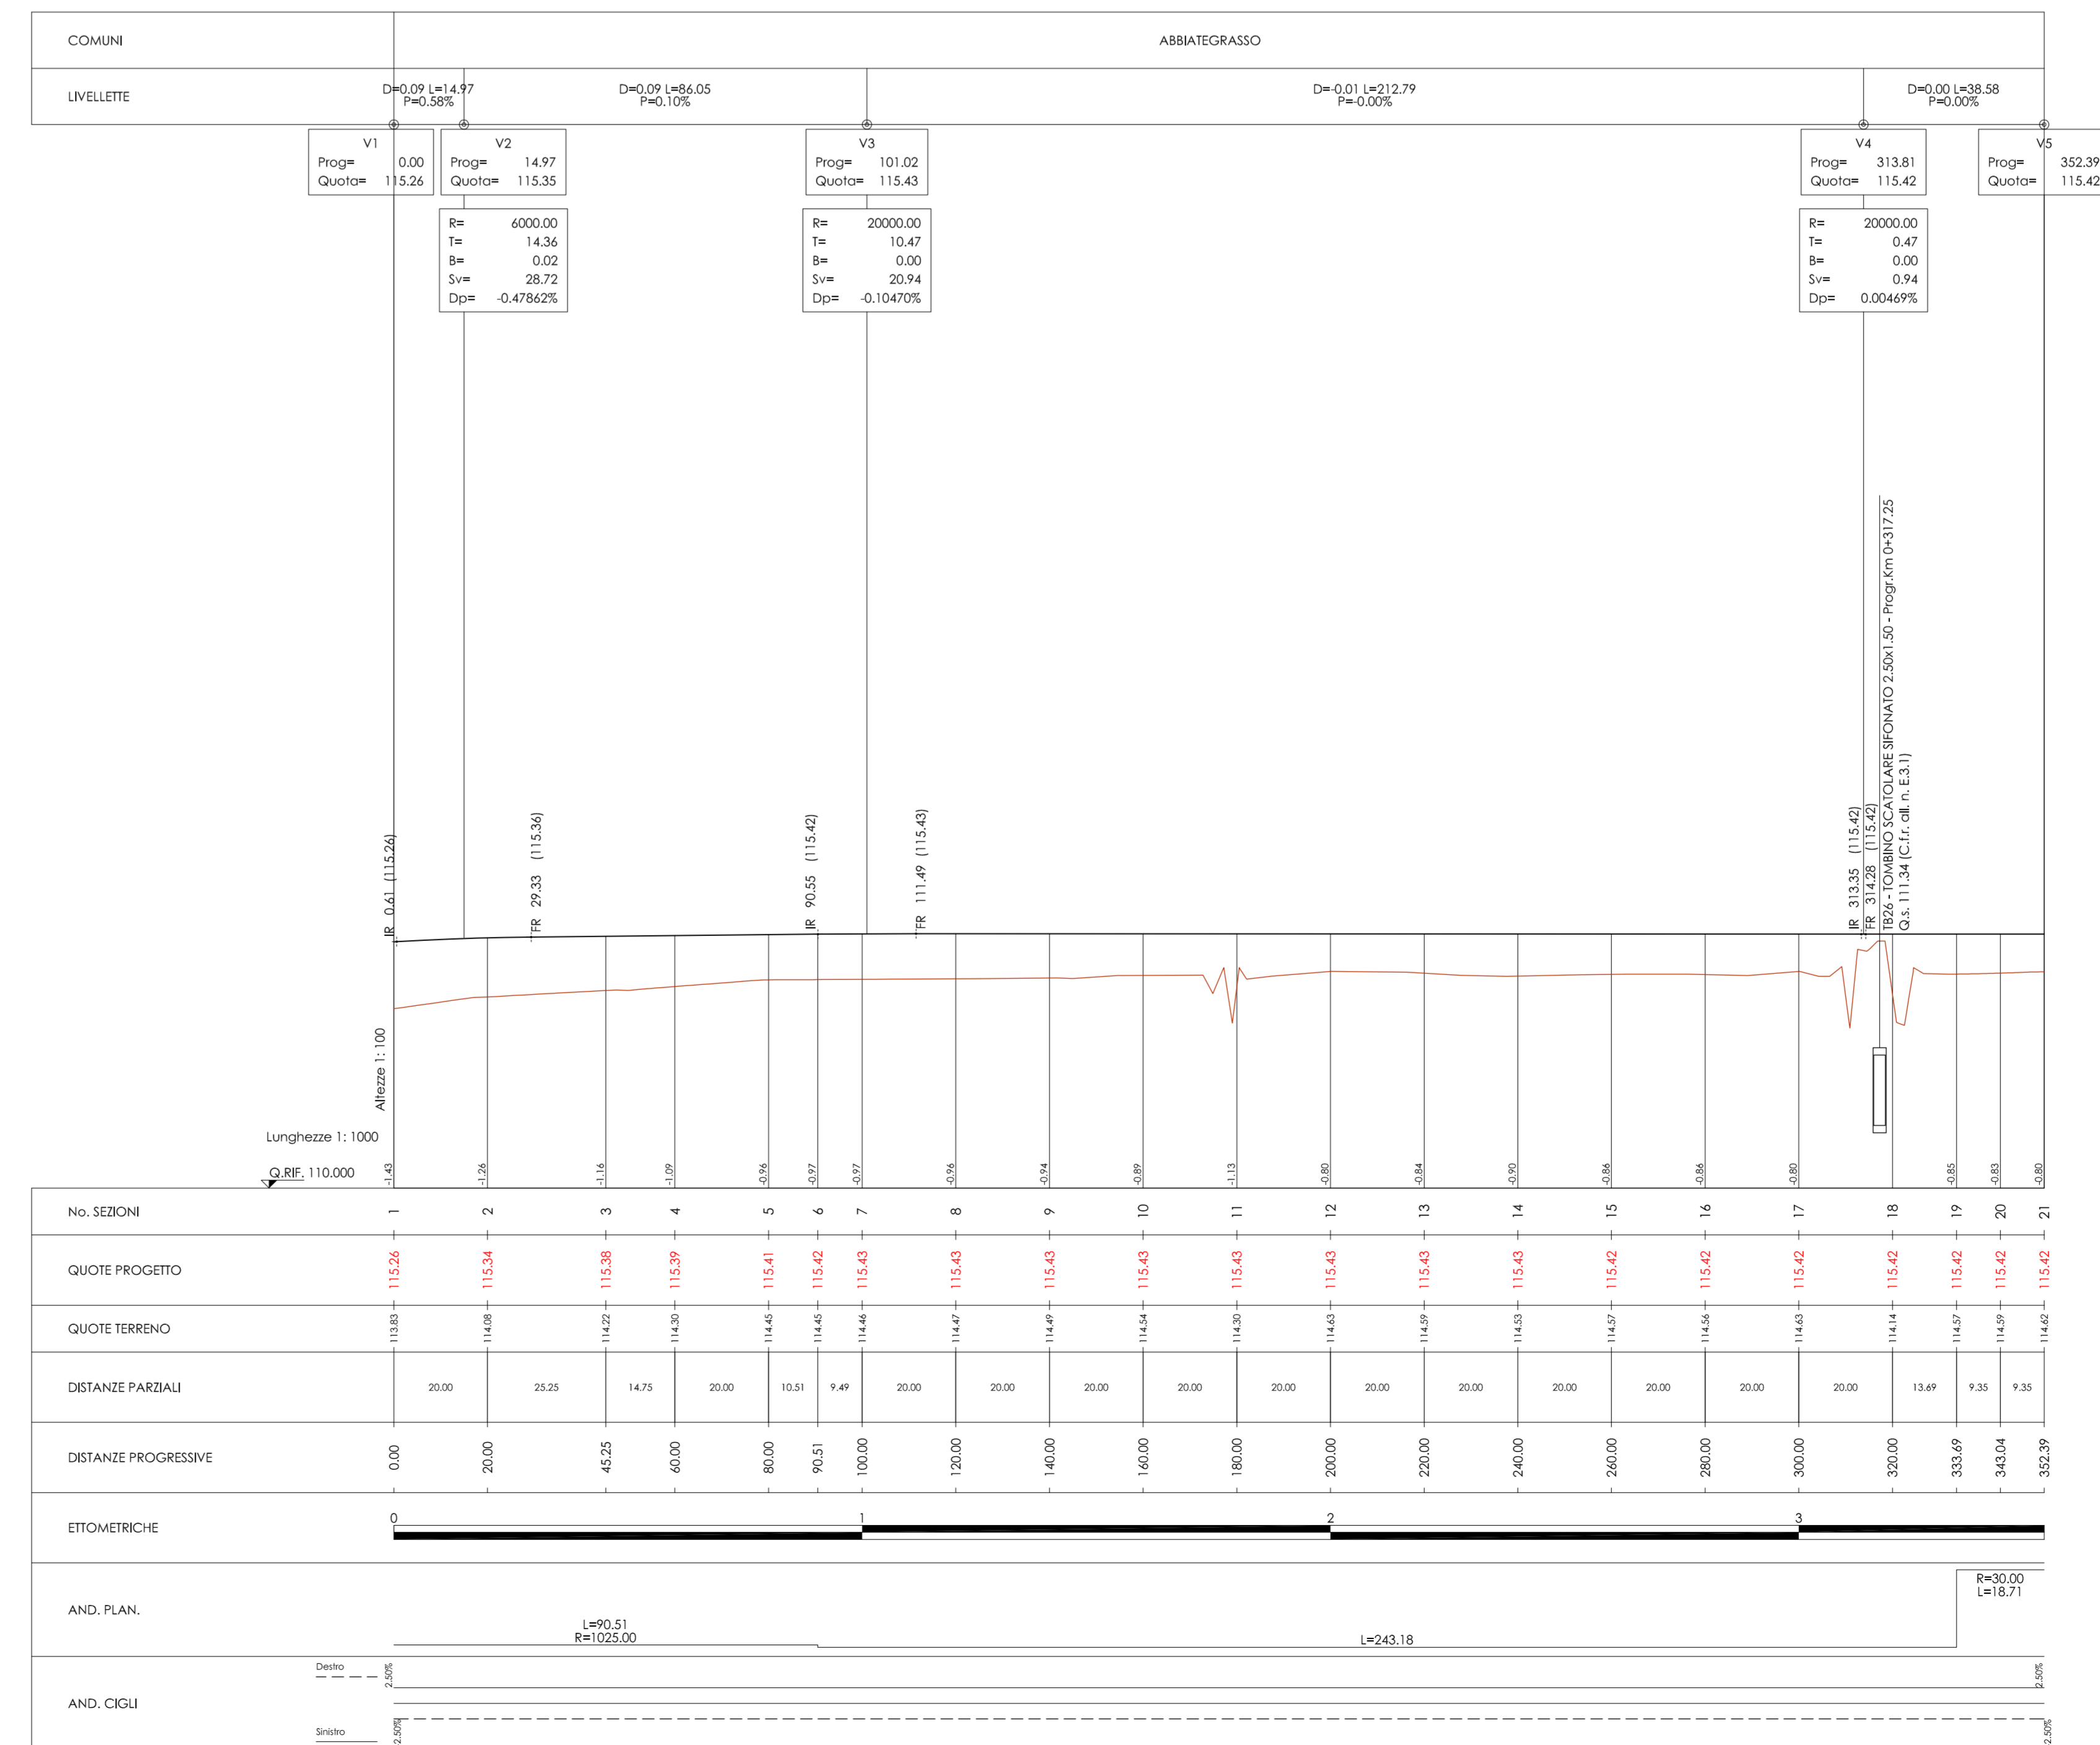 COMUNI
ABBIATEGRASSO
LIVELLETTE
D=0.09 L=14.97
P=0.58%
D=0.09 L=86.05
P=0.10%
D=-0.01 L=212.79
P=-0.00%
D=0.00 L=38.58
P=0.00%
V1
Prog= 0.00
Quota= 115.26
V2
Prog= 14.97
Quota= 115.35
V3
Prog= 101.02
Quota= 115.43
V4
Prog= 313.81
Quota= 115.42
V5
Prog= 352.39
Quota= 115.42
R= 6000.00
T= 14.36
B= 0.02
Sv= 28.72
Dp= -0.47862%
R= 20000.00
T= 10.47
B= 0.00
Sv= 20.94
Dp= -0.10470%
R= 20000.00
T= 0.47
B= 0.00
Sv= 0.94
Dp= 0.00469%
IR 0.61 (115.26)
FR 29.33 (115.36)
IR 90.55 (115.42)
FR 111.49 (115.43)
IR 313.35 (115.42)
FR 314.28 (115.42)
TB26 - TOMBINO SCATOLARE SIFONATO 2.50x1.50 - Progr.Km 0+317.25
Q.s. 111.34 (C.f.r. all. n. E.3.1)
Altezze 1: 100
Lunghezze 1: 1000
Q.RIF. 110.000
-1.43 -1.26 -1.16 -1.09 -0.96 -0.97 -0.97 -0.96 -0.94 -0.89 -1.13 -0.80 -0.84 -0.90 -0.86 -0.86 -0.80 -0.85 -0.83 -0.80
No. SEZIONI 1 2 3 4 5 6 7 8 9 10 11 12 13 14 15 16 17 18 19 20 21
QUOTE PROGETTO 115.26 115.34 115.38 115.39 115.41 115.42 115.43 115.43 115.43 115.43 115.43 115.43 115.43 115.43 115.42 115.42 115.42 115.42 115.42 115.42 115.42
QUOTE TERRENO 113.83 114.08 114.22 114.30 114.45 114.45 114.46 114.47 114.49 114.54 114.30 114.63 114.59 114.53 114.57 114.56 114.63 114.14 114.57 114.59 114.62
DISTANZE PARZIALI 20.00 25.25 14.75 20.00 10.51 9.49 20.00 20.00 20.00 20.00 20.00 20.00 20.00 20.00 20.00 20.00 20.00 13.69 9.35 9.35
DISTANZE PROGRESSIVE 0.00 20.00 45.25 60.00 80.00 90.51 100.00 120.00 140.00 160.00 180.00 200.00 220.00 240.00 260.00 280.00 300.00 320.00 333.69 343.04 352.39
ETTOMETRICHE 0 1 2 3
AND. PLAN.
L=90.51
R=1025.00
L=243.18
R=30.00
L=18.71
AND. CIGLI
Destro
2.50% 2.50%
Sinistro
-2.50% -2.50%